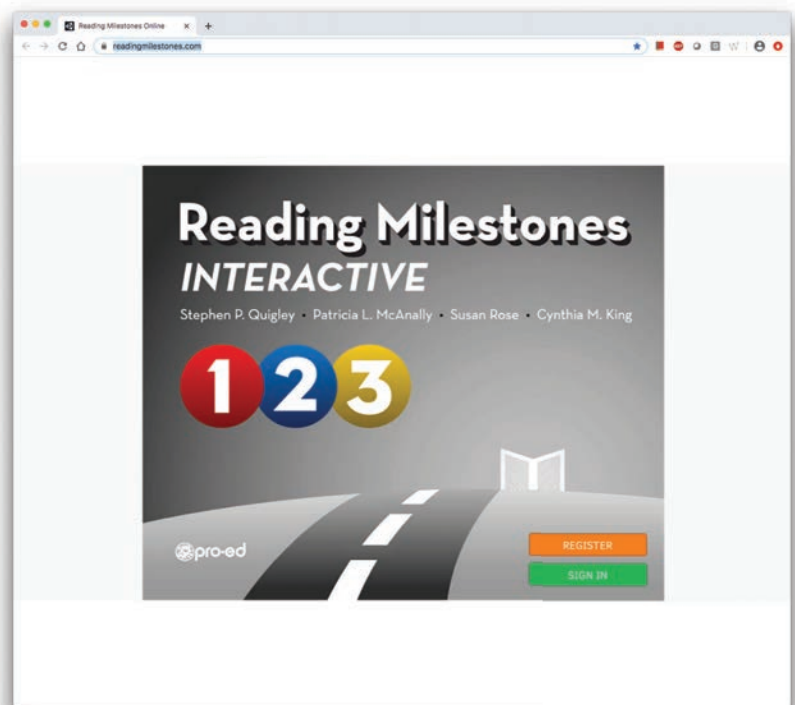 Reading Milestones Online
readingmilestones.com
Reading Milestones
INTERACTIVE
Stephen P. Quigley • Patricia L. McAnally • Susan Rose • Cynthia M. King
1 2 3
pro-ed
REGISTER
SIGN IN